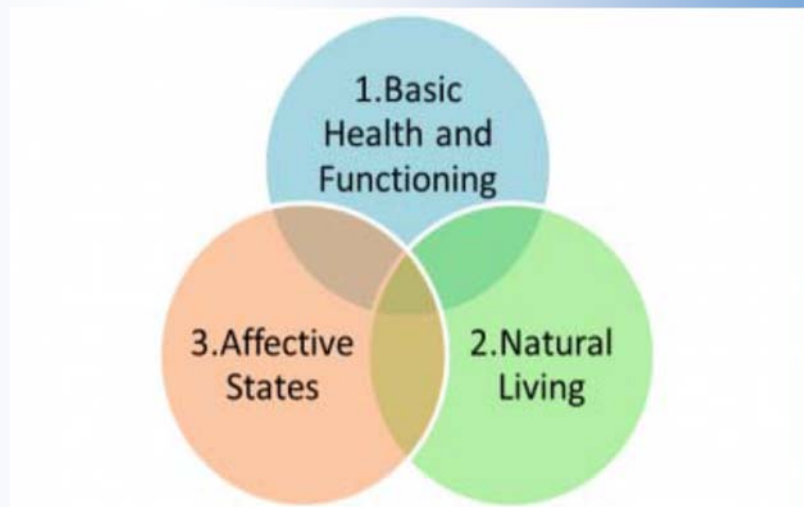 1.Basic
Health and
Functioning
3.Affective
States
2.Natural
Living